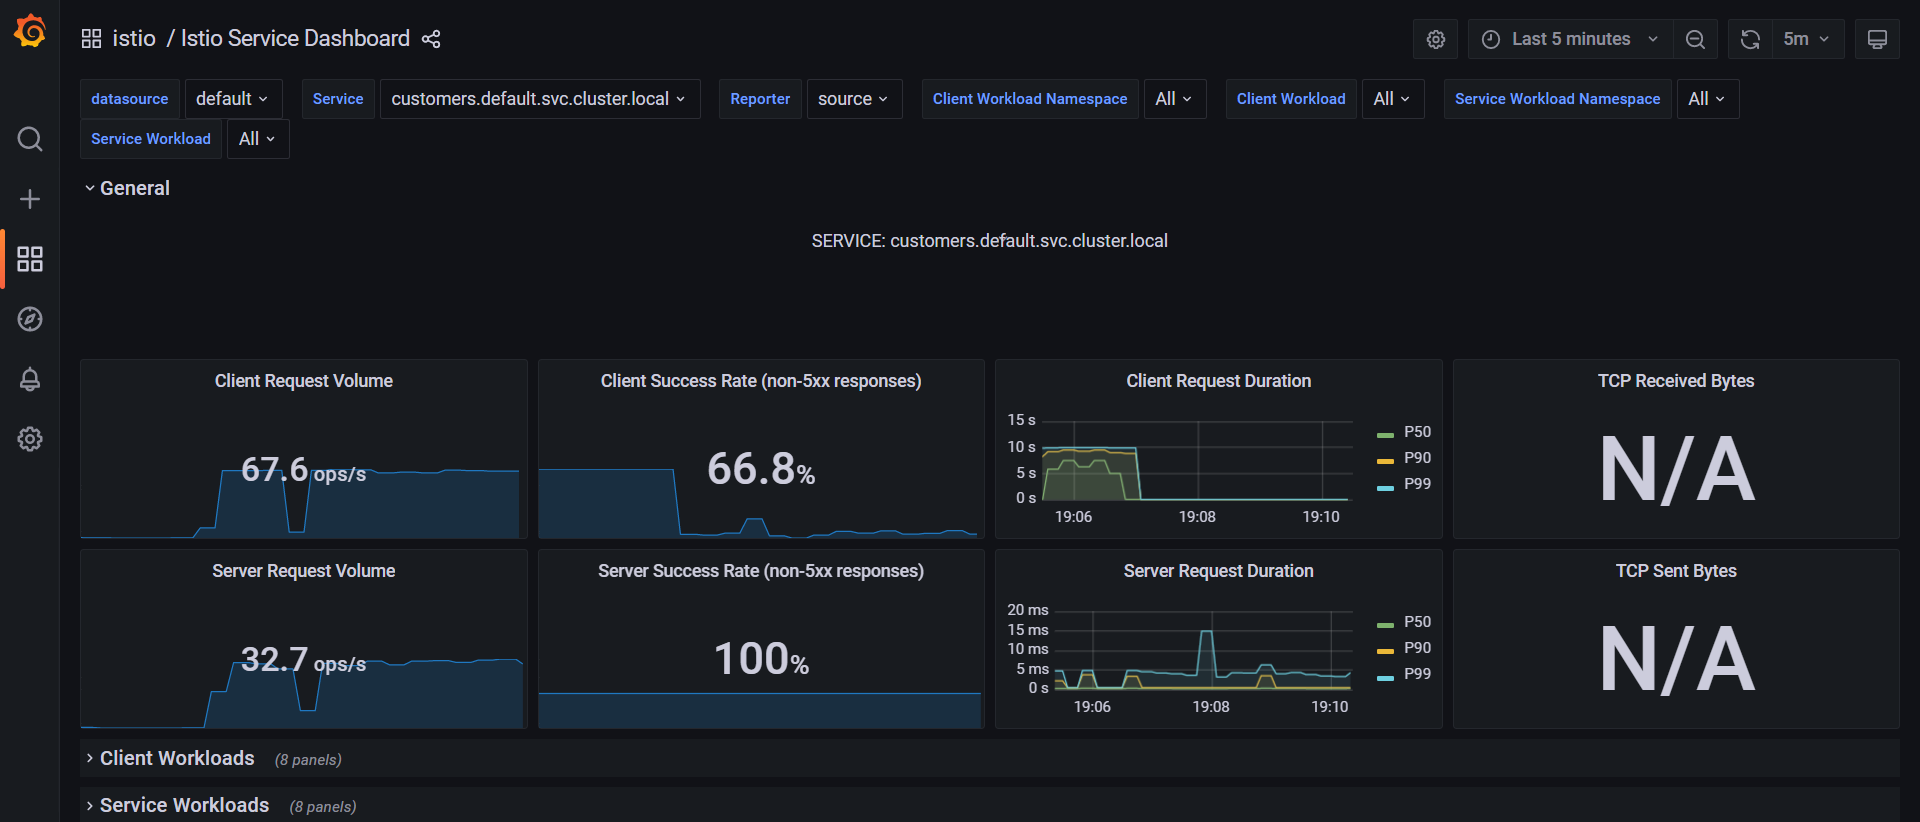 istio / Istio Service Dashboard
Last 5 minutes
5m
datasource default Service customers.default.svc.cluster.local Reporter source Client Workload Namespace All Client Workload All Service Workload Namespace All
Service Workload All
General
SERVICE: customers.default.svc.cluster.local
Client Request Volume
67.6 ops/s
Client Success Rate (non-5xx responses)
66.8%
Client Request Duration
15 s
10 s
5 s
0 s
19:06 19:08 19:10
P50
P90
P99
TCP Received Bytes
N/A
Server Request Volume
32.7 ops/s
Server Success Rate (non-5xx responses)
100%
Server Request Duration
20 ms
15 ms
10 ms
5 ms
0 s
19:06 19:08 19:10
P50
P90
P99
TCP Sent Bytes
N/A
Client Workloads (8 panels)
Service Workloads (8 panels)